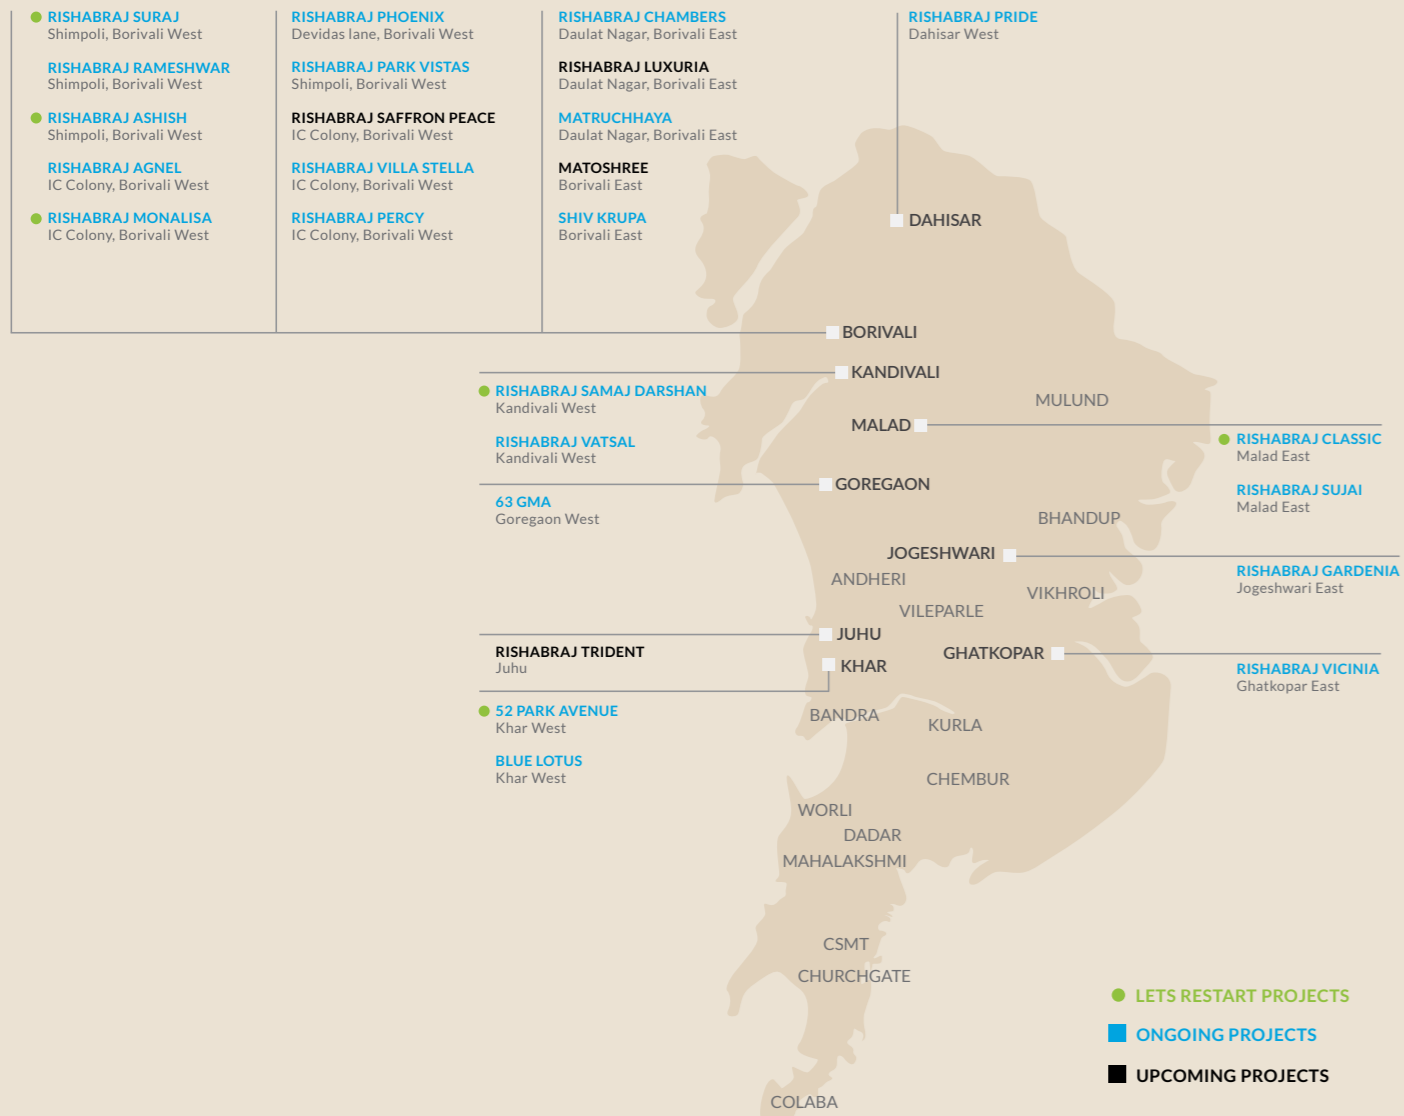 RISHABRAJ SURAJ
Shimpoli, Borivali West
RISHABRAJ RAMESHWAR
Shimpoli, Borivali West
RISHABRAJ ASHISH
Shimpoli, Borivali West
RISHABRAJ AGNEL
IC Colony, Borivali West
RISHABRAJ MONALISA
IC Colony, Borivali West
RISHABRAJ PHOENIX
Devidas lane, Borivali West
RISHABRAJ PARK VISTAS
Shimpoli, Borivali West
RISHABRAJ SAFFRON PEACE
IC Colony, Borivali West
RISHABRAJ VILLA STELLA
IC Colony, Borivali West
RISHABRAJ PERCY
IC Colony, Borivali West
RISHABRAJ CHAMBERS
Daulat Nagar, Borivali East
RISHABRAJ LUXURIA
Daulat Nagar, Borivali East
MATRUCHHAYA
Daulat Nagar, Borivali East
MATOSHREE
Borivali East
SHIV KRUPA
Borivali East
RISHABRAJ PRIDE
Dahisar West
DAHISAR
BORIVALI
KANDIVALI
RISHABRAJ SAMAJ DARSHAN
Kandivali West
RISHABRAJ VATSAL
Kandivali West
MULUND
MALAD
RISHABRAJ CLASSIC
Malad East
RISHABRAJ SUJAI
Malad East
GOREGAON
63 GMA
Goregaon West
BHANDUP
JOGESHWARI
RISHABRAJ GARDENIA
Jogeshwari East
ANDHERI
VIKHROLI
VILEPARLE
JUHU
RISHABRAJ TRIDENT
Juhu
GHATKOPAR
RISHABRAJ VICINIA
Ghatkopar East
KHAR
52 PARK AVENUE
Khar West
BLUE LOTUS
Khar West
BANDRA
KURLA
CHEMBUR
WORLI
DADAR
MAHALAKSHMI
CSMT
CHURCHGATE
COLABA
LETS RESTART PROJECTS
ONGOING PROJECTS
UPCOMING PROJECTS